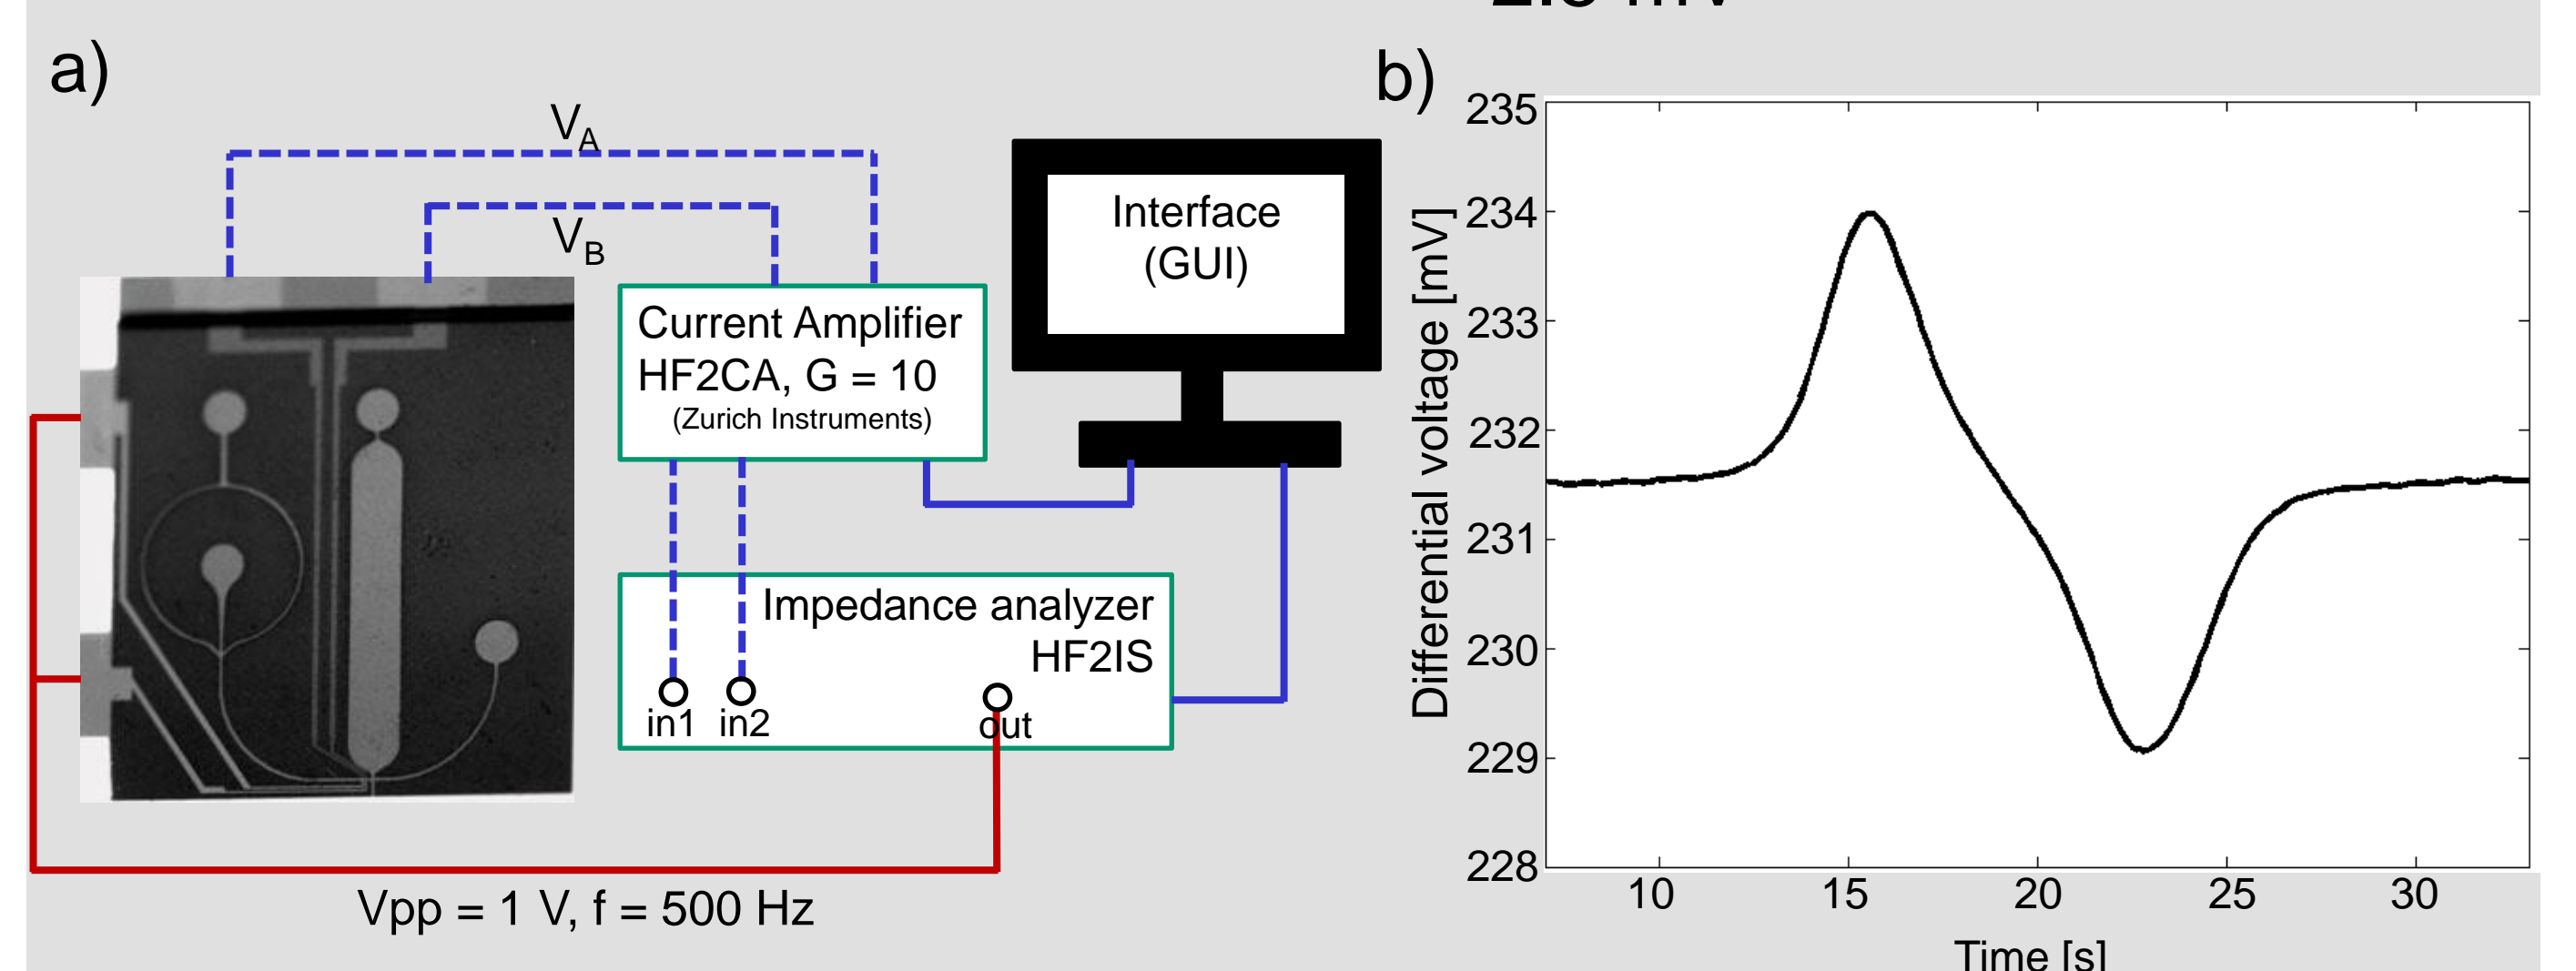 a)
V_A
V_B
Current Amplifier
HF2CA, G = 10
(Zurich Instruments)
Interface
(GUI)
Impedance analyzer
HF2IS
in1 in2
out
Vpp = 1 V, f = 500 Hz
b)
Differential voltage [mV]
235
234
233
232
231
230
229
228
10 15 20 25 30
Time [s]